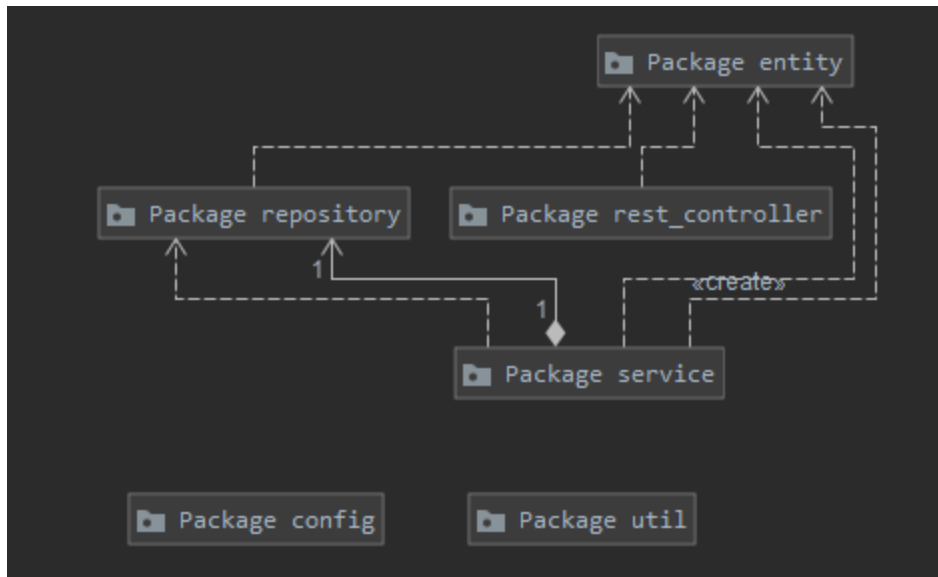 Package entity
Package repository
Package rest_controller
1
«create»
1
Package service
Package config
Package util